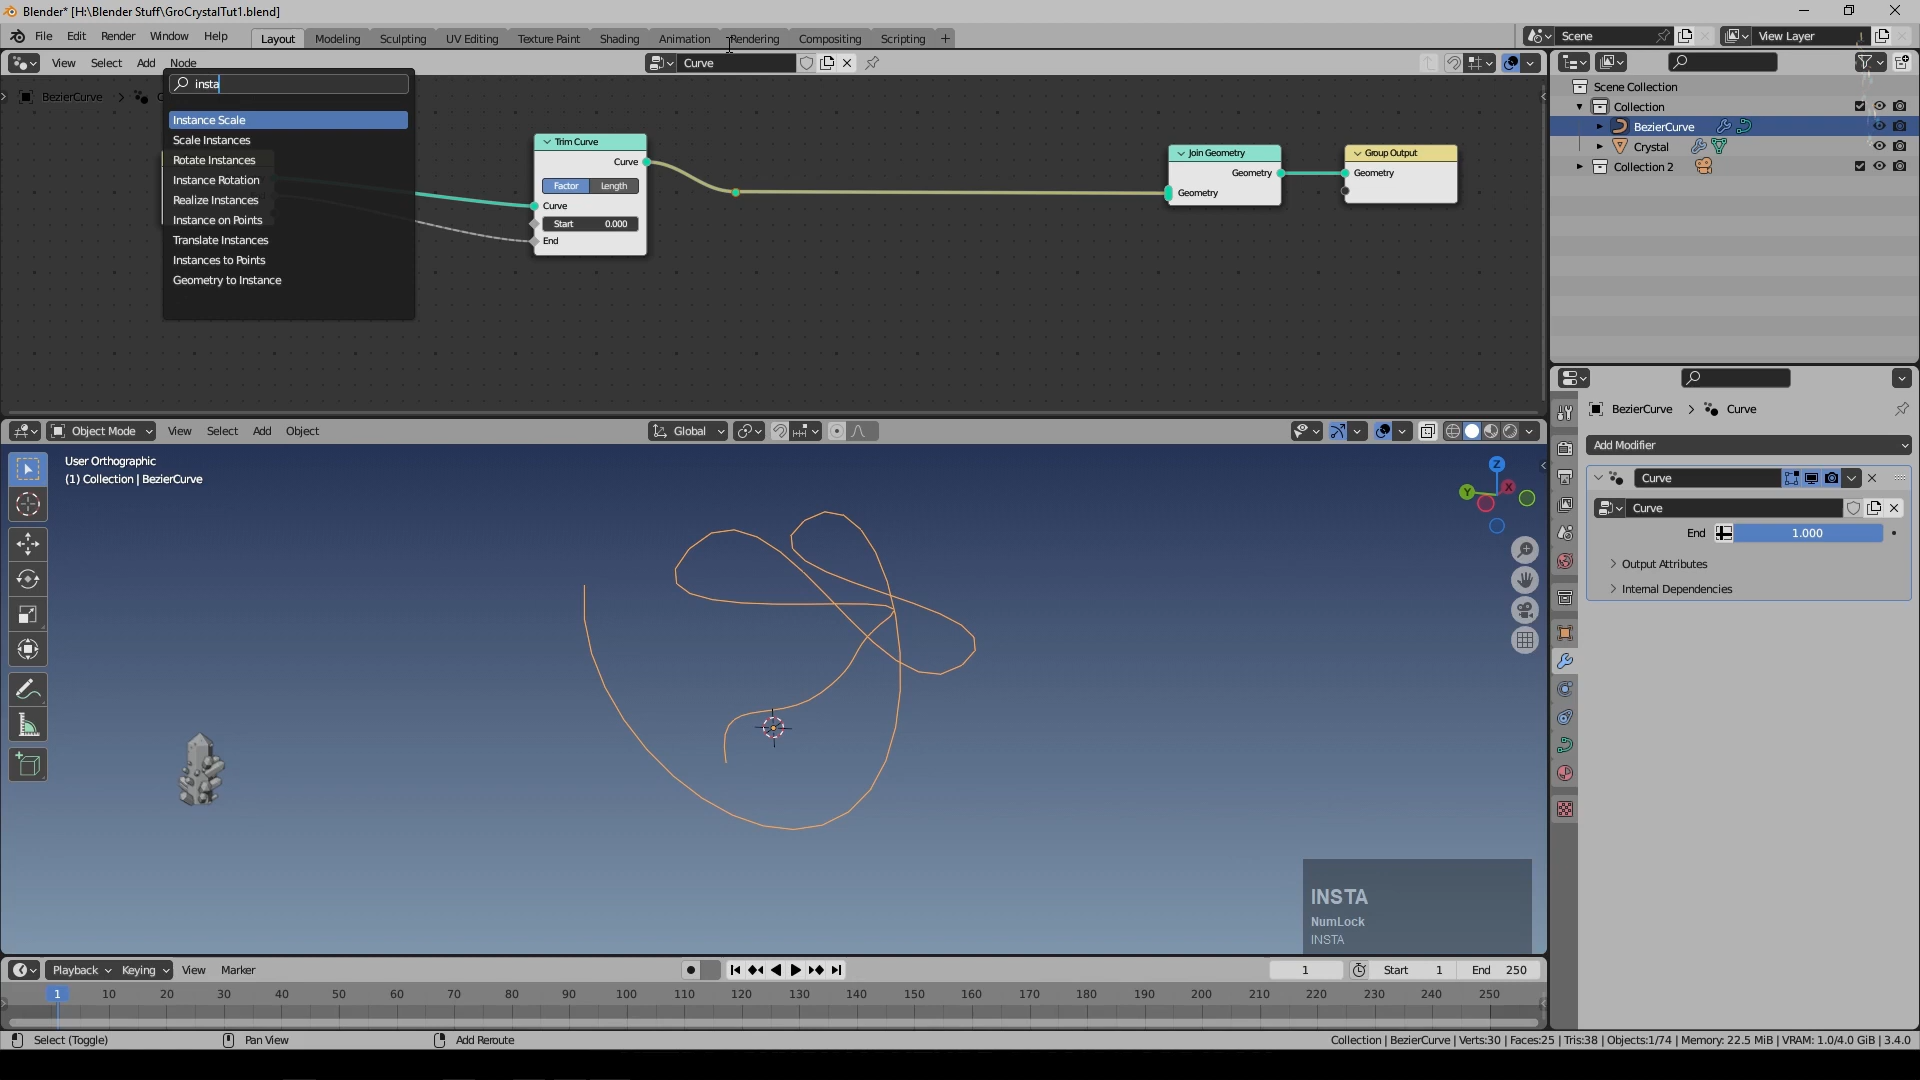 Blender* [H:\Blender Stuff\GroCrystalTut1.blend]
File Edit Render Window Help Layout Modeling Sculpting UV Editing Texture Paint Shading Animation Rendering Compositing Scripting + Scene View Layer
View Select Add Node Curve
insta
BezierCurve
Instance Scale
Scale Instances
Rotate Instances
Instance Rotation
Realize Instances
Instance on Points
Translate Instances
Instances to Points
Geometry to Instance
Trim Curve
Curve
Factor Length
Curve
Start 0.000
End
Join Geometry
Geometry
Geometry
Group Output
Geometry
Scene Collection
Collection
BezierCurve
Crystal
Collection 2
BezierCurve > Curve
Add Modifier
Curve
Curve
End 1.000
Output Attributes
Internal Dependencies
Object Mode View Select Add Object Global
User Orthographic
(1) Collection | BezierCurve
Z
Y X
INSTA
NumLock
INSTA
Playback Keying View Marker 1 Start 1 End 250
1 10 20 30 40 50 60 70 80 90 100 110 120 130 140 150 160 170 180 190 200 210 220 230 240 250
Select (Toggle) Pan View Add Reroute Collection | BezierCurve | Verts:30 | Faces:25 | Tris:38 | Objects:1/74 | Memory: 22.5 MiB | VRAM: 1.0/4.0 GiB | 3.4.0